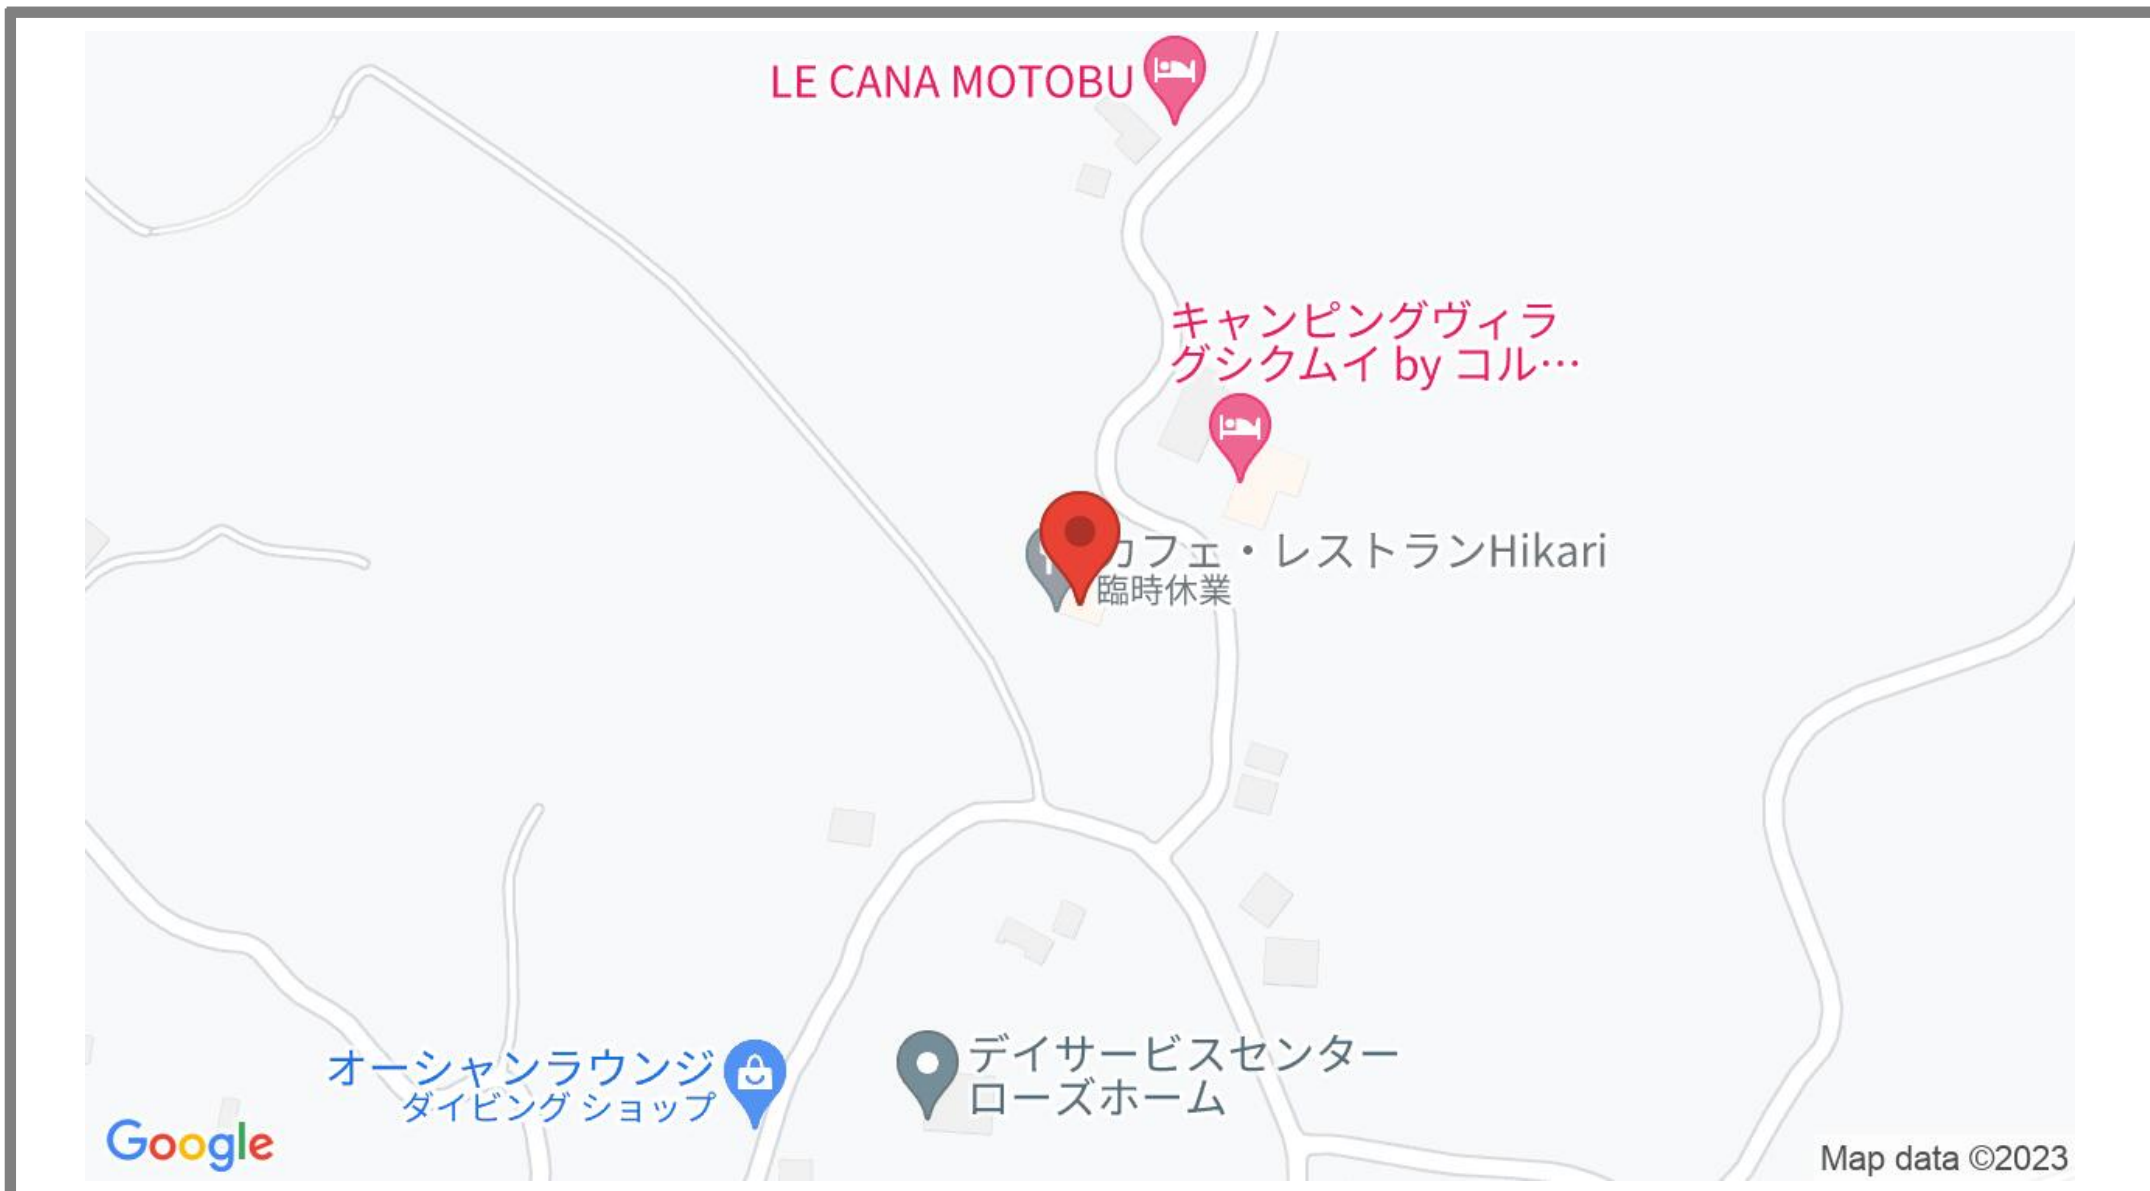 LE CANA MOTOBU
キャンピングヴィラ
グシクムイ by コル…
カフェ・レストランHikari
臨時休業
オーシャンラウンジ
ダイビング ショップ
デイサービスセンター
ローズホーム
Google
Map data ©2023